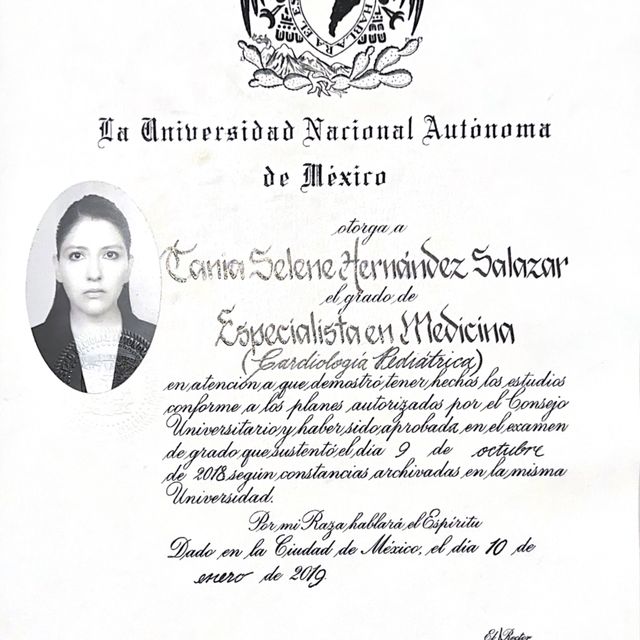 HABLARA EL ES
La Universidad Nacional Autónoma
de México
otorga a
Tania Selene Hernández Salazar
el grado de
Especialista en Medicina
(Cardiología Pediátrica)
en atención a que demostró tener hechos los estudios
conforme a los planes autorizados por el Consejo
Universitario y haber sido aprobada en el examen
de grado que sustentó el día 9 de octubre
de 2018 según constancias archivadas en la misma
Universidad.
Por mi Raza hablará el Espíritu
Dado en la Ciudad de México, el día 10 de
enero de 2019
El Rector